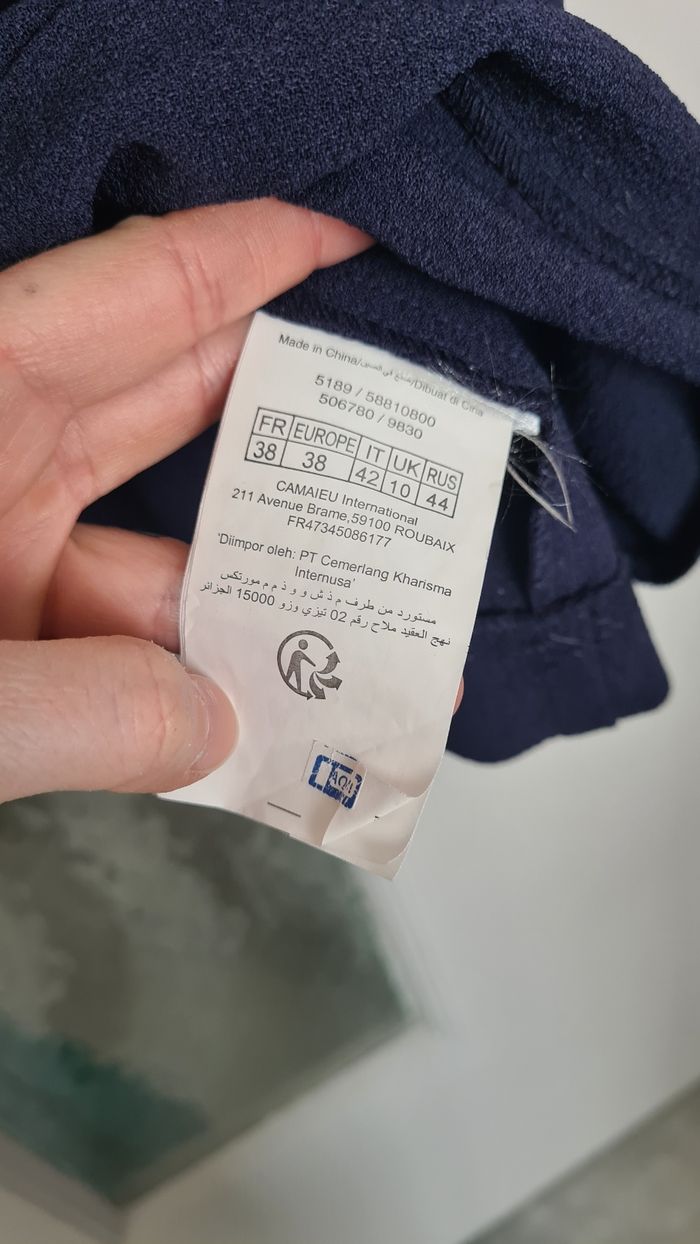 Made in China/صنع في الصين/Dibuat di Cina
5189 / 58810800
506780 / 9830
FR EUROPE IT UK RUS
38 38 42 10 44
CAMAIEU International
211 Avenue Brame,59100 ROUBAIX
FR47345086177
'Diimpor oleh: PT Cemerlang Kharisma
Internusa'
مستورد من طرف م ذ ش و و ذ م م مورتكس
نهج العقيد ملاح رقم 02 تيزي وزو 15000 الجزائر
AQA